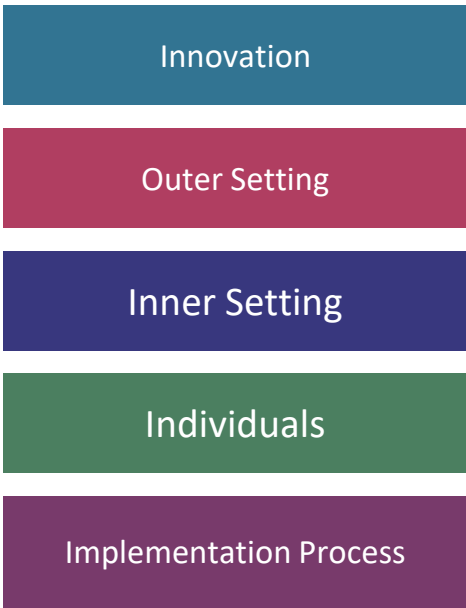 Innovation
Outer Setting
Inner Setting
Individuals
Implementation Process